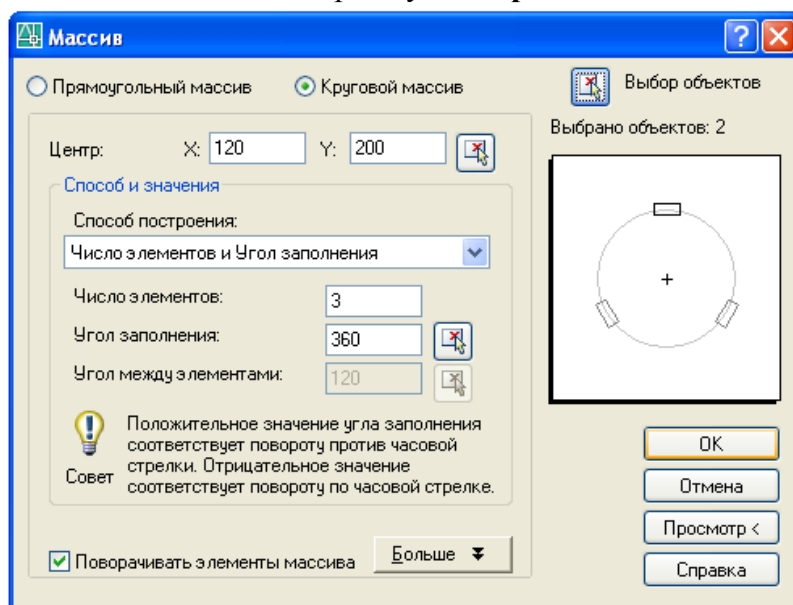 Массив
Прямоугольный массив Круговой массив Выбор объектов
Выбрано объектов: 2
Центр: X: 120 Y: 200
Способ и значения
Способ построения:
Число элементов и Угол заполнения
Число элементов: 3
Угол заполнения: 360
Угол между элементами: 120
Положительное значение угла заполнения
соответствует повороту против часовой
стрелки. Отрицательное значение
соответствует повороту по часовой стрелке.
Совет
Поворачивать элементы массива Больше
OK
Отмена
Просмотр <
Справка